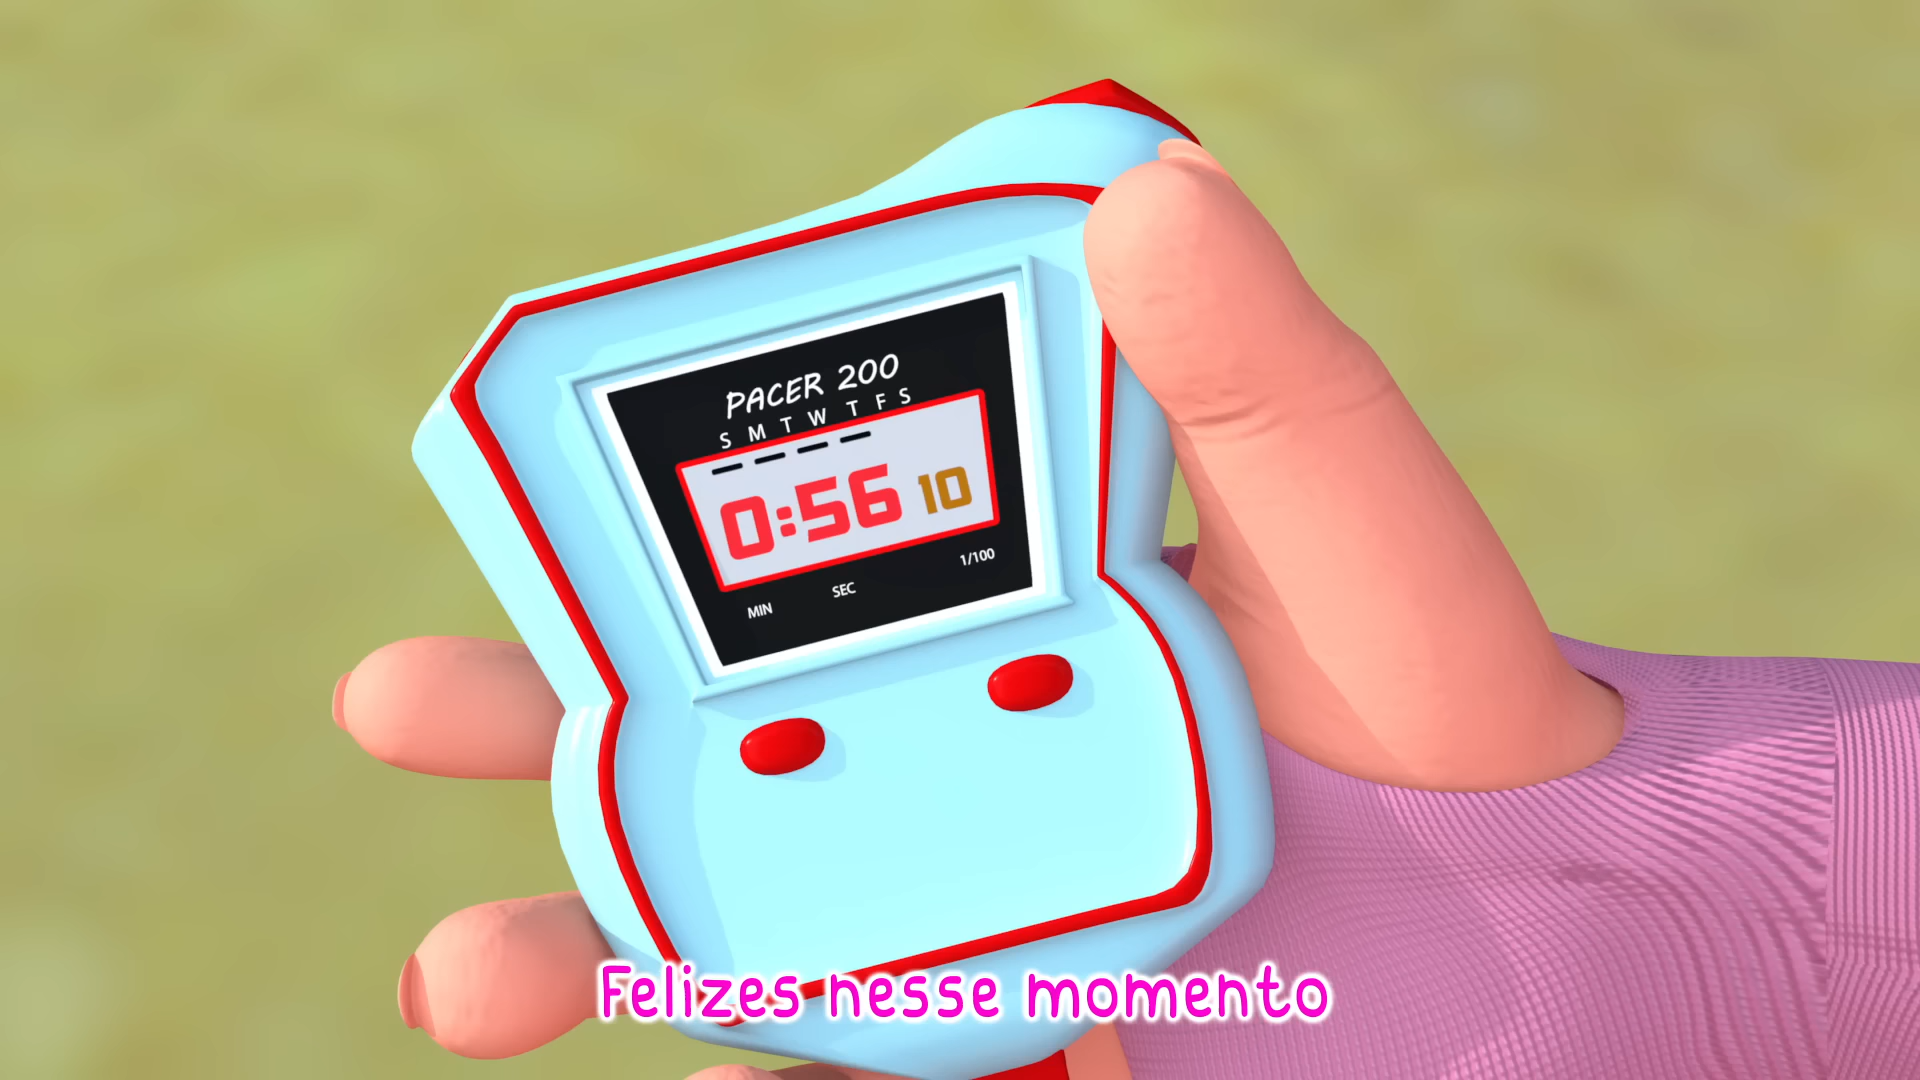 PACER 200
S M T W T F S
0:56 10
MIN SEC 1/100
Felizes nesse momento